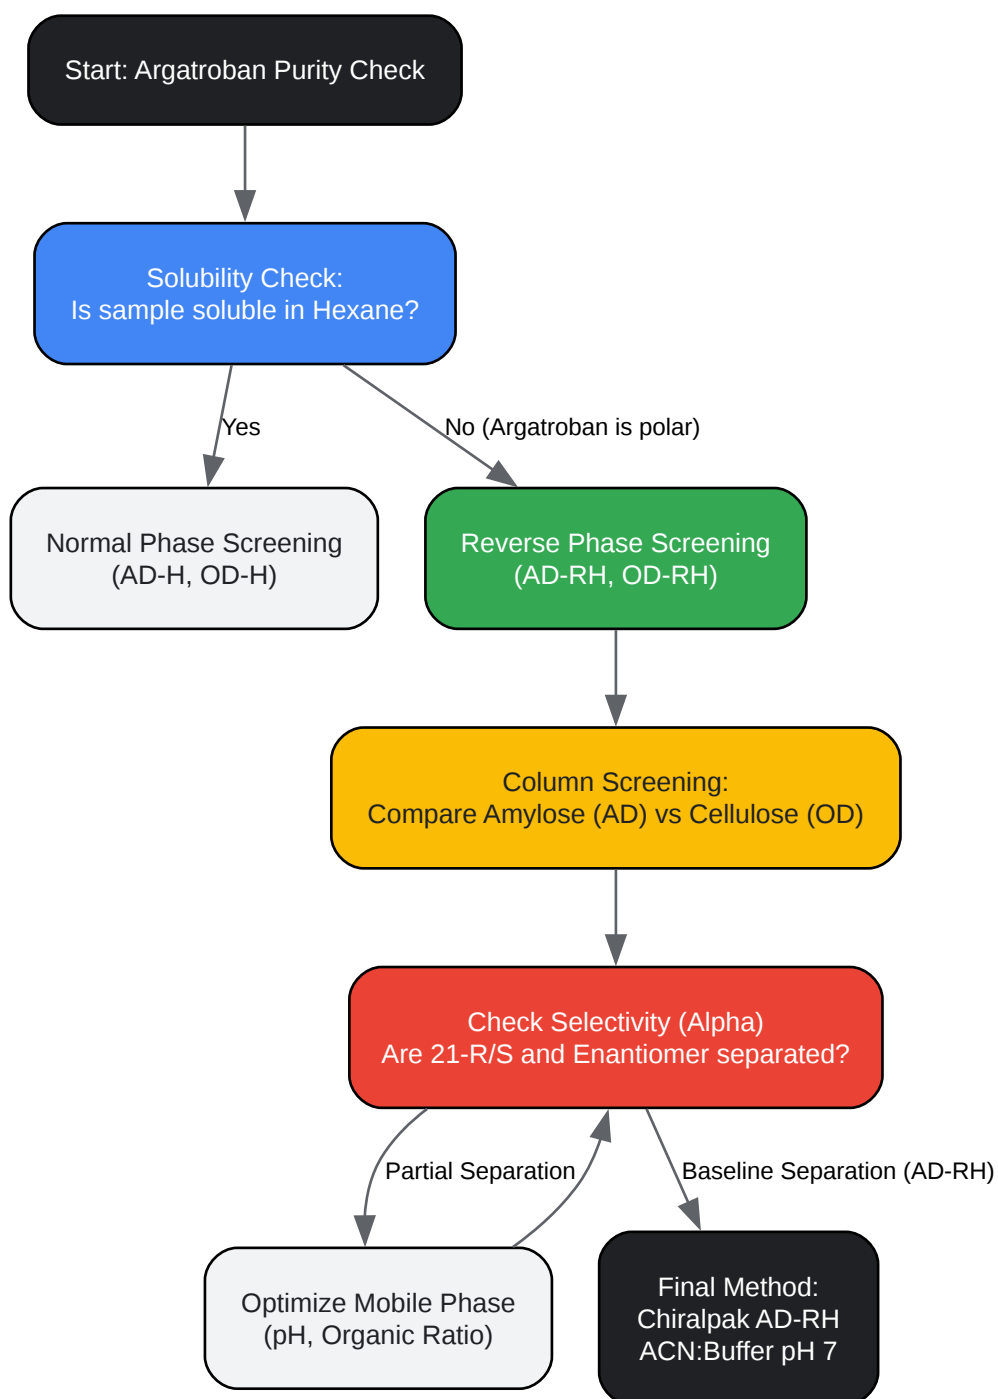 Start: Argatroban Purity Check
Solubility Check:
Is sample soluble in Hexane?
Yes
No (Argatroban is polar)
Normal Phase Screening
(AD-H, OD-H)
Reverse Phase Screening
(AD-RH, OD-RH)
Column Screening:
Compare Amylose (AD) vs Cellulose (OD)
Check Selectivity (Alpha)
Are 21-R/S and Enantiomer separated?
Partial Separation
Baseline Separation (AD-RH)
Optimize Mobile Phase
(pH, Organic Ratio)
Final Method:
Chiralpak AD-RH
ACN:Buffer pH 7